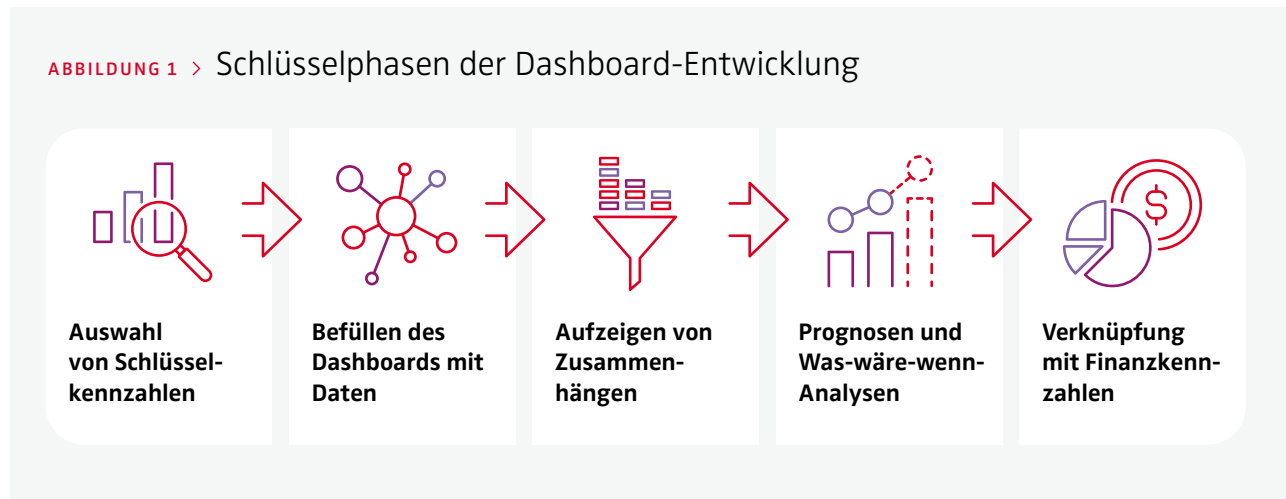 ABBILDUNG 1 > Schlüsselphasen der Dashboard-Entwicklung
Auswahl
von Schlüssel-
kennzahlen
Befüllen des
Dashboards mit
Daten
Aufzeigen von
Zusammen-
hängen
Prognosen und
Was-wäre-wenn-
Analysen
$
Verknüpfung
mit Finanzkenn-
zahlen